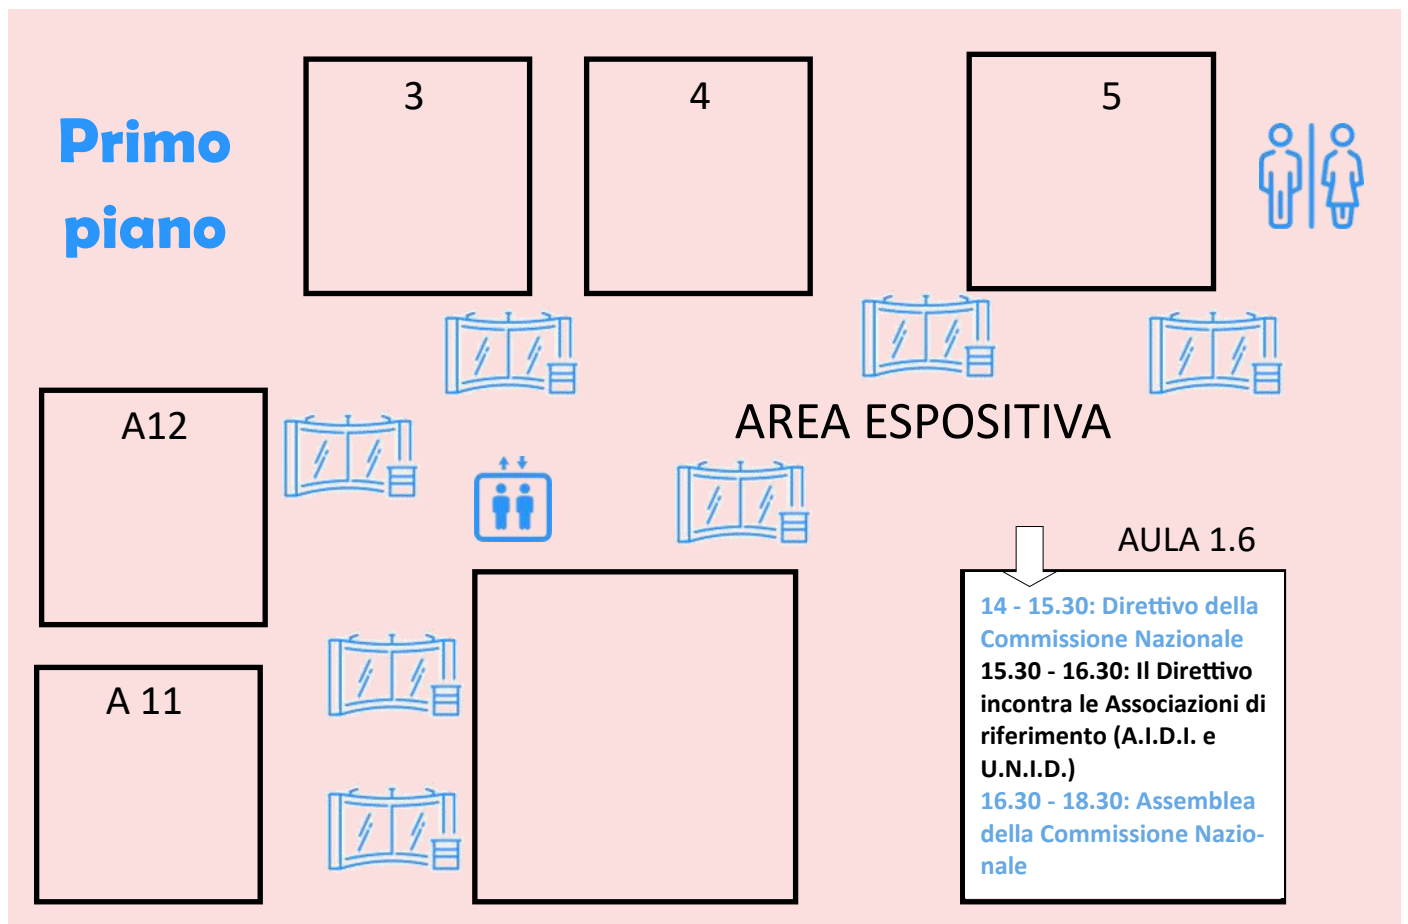 Primo
piano
3
4
5
A12
AREA ESPOSITIVA
A 11
AULA 1.6
14 - 15.30: Direttivo della
Commissione Nazionale
15.30 - 16.30: Il Direttivo
incontra le Associazioni di
riferimento (A.I.D.I. e
U.N.I.D.)
16.30 - 18.30: Assemblea
della Commissione Nazio-
nale